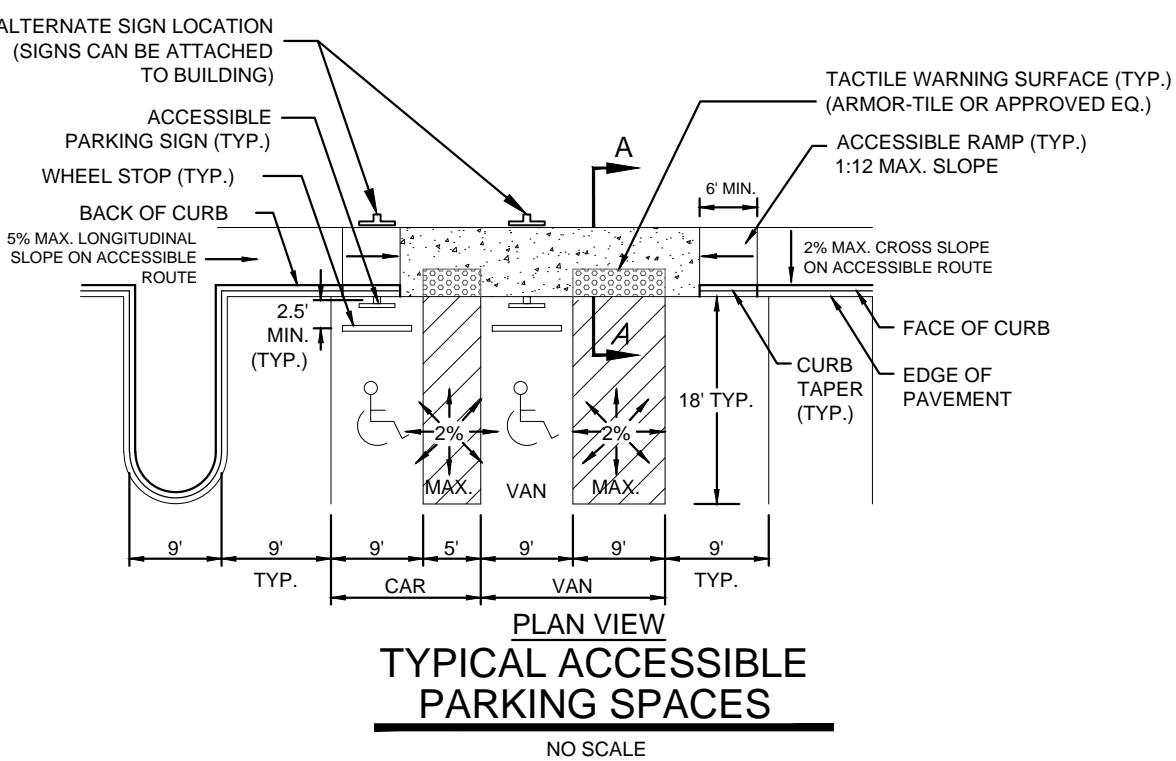 ALTERNATE SIGN LOCATION
(SIGNS CAN BE ATTACHED
TO BUILDING)
ACCESSIBLE
PARKING SIGN (TYP.)
WHEEL STOP (TYP.)
BACK OF CURB
5% MAX. LONGITUDINAL
SLOPE ON ACCESSIBLE
ROUTE
TACTILE WARNING SURFACE (TYP.)
(ARMOR-TILE OR APPROVED EQ.)
ACCESSIBLE RAMP (TYP.)
1:12 MAX. SLOPE
A
6' MIN.
2% MAX. CROSS SLOPE
ON ACCESSIBLE ROUTE
2.5'
MIN.
(TYP.)
A
FACE OF CURB
EDGE OF
PAVEMENT
CURB
TAPER
(TYP.)
18' TYP.
2%
MAX.
VAN
2%
MAX.
9'
9'
TYP.
9'
5'
9'
9'
9'
TYP.
CAR
VAN
PLAN VIEW
TYPICAL ACCESSIBLE
PARKING SPACES
NO SCALE